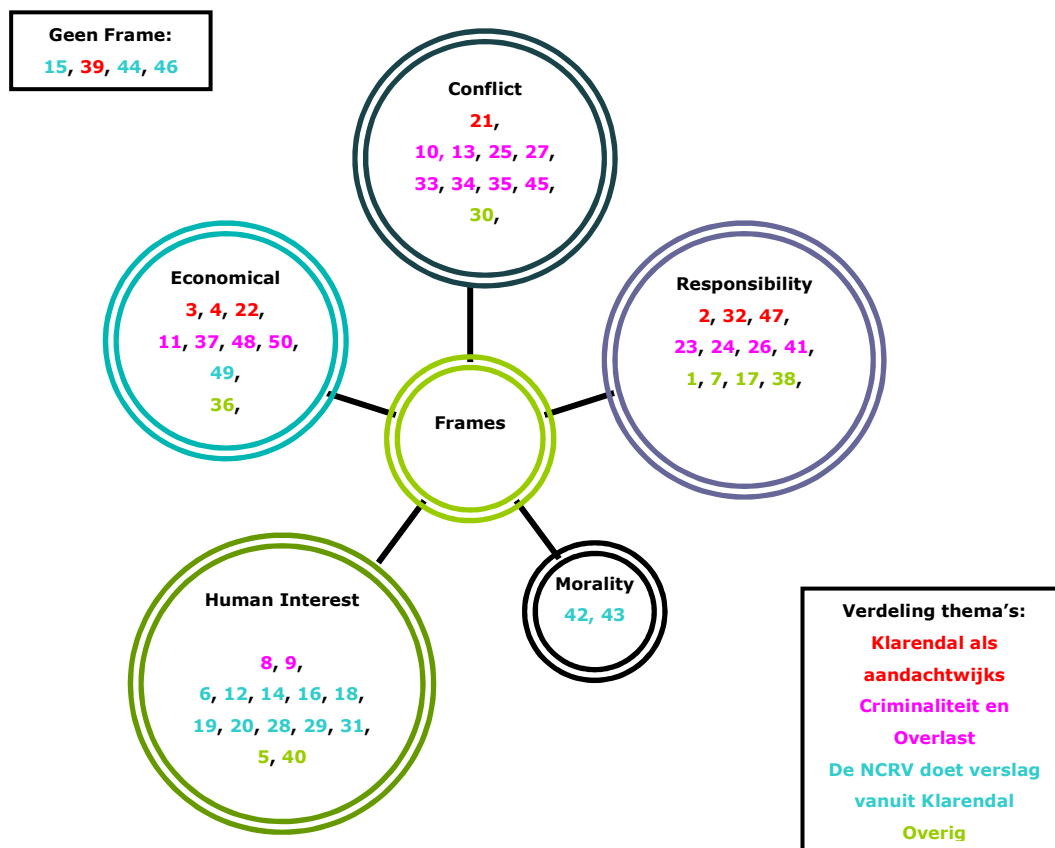 Geen Frame:
15, 39, 44, 46
Conflict
21,
10, 13, 25, 27,
33, 34, 35, 45,
30,
Economical
3, 4, 22,
11, 37, 48, 50,
49,
36,
Responsibility
2, 32, 47,
23, 24, 26, 41,
1, 7, 17, 38,
Frames
Human Interest
8, 9,
6, 12, 14, 16, 18,
19, 20, 28, 29, 31,
5, 40
Morality
42, 43
Verdeling thema's:
Klarendal als
aandachtwijks
Criminaliteit en
Overlast
De NCRV doet verslag
vanuit Klarendal
Overig